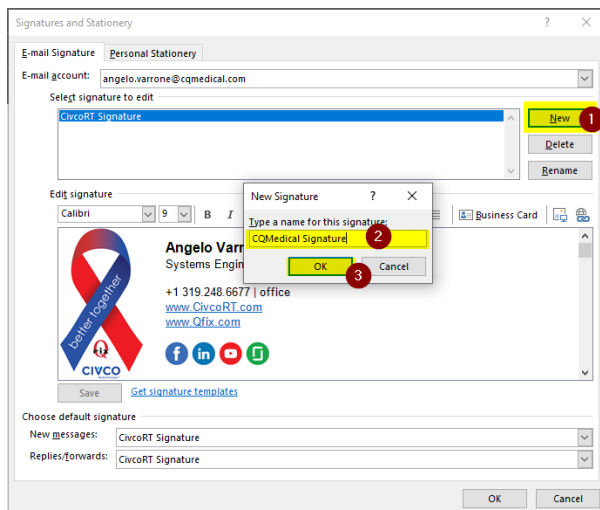 Signatures and Stationery ? ×
E-mail Signature Personal Stationery
E-mail account: angelo.varrone@cqmedical.com
Select signature to edit
CivcoRT Signature
New 1
Delete
Rename
Edit signature
Calibri 9 B I
Business Card
New Signature ? ×
Type a name for this signature:
CQMedical Signature 2
OK Cancel
3
Angelo Varr
Systems Engin
+1 319.248.6677 | office
www.CivcoRT.com
www.Qfix.com
better together
Qfix
CIVCO
f in
Save Get signature templates
Choose default signature
New messages: CivcoRT Signature
Replies/forwards: CivcoRT Signature
OK Cancel